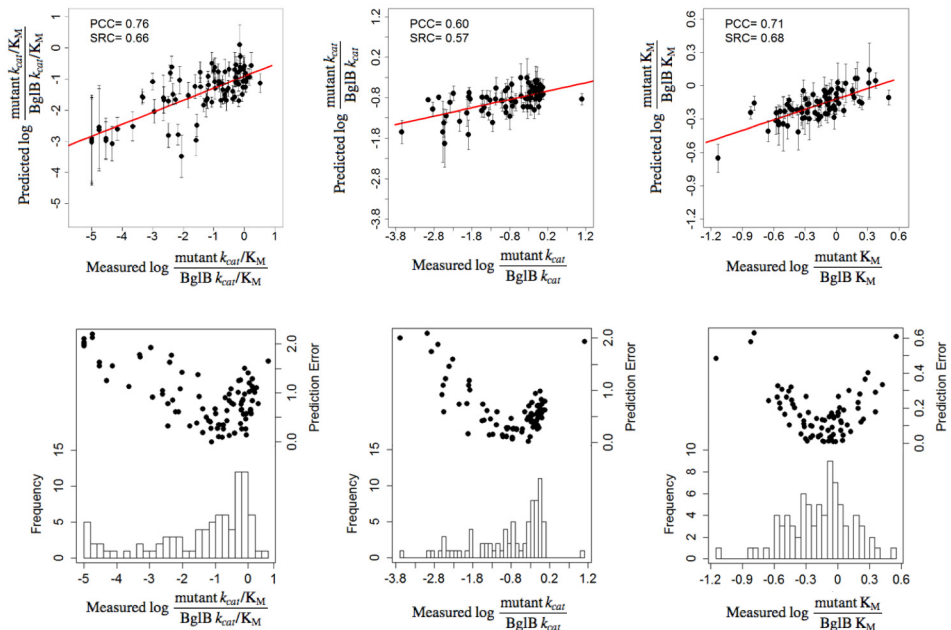 PCC= 0.76
SRC= 0.66
Predicted log mutant kcat/KM
BglB kcat/KM
1
0
-1
-2
-3
-4
-5
-5 -4 -3 -2 -1 0 1
Measured log mutant kcat/KM
BglB kcat/KM
PCC= 0.60
SRC= 0.57
Predicted log mutant kcat
BglB kcat
1.2
0.2
-0.8
-1.8
-2.8
-3.8
-3.8 -2.8 -1.8 -0.8 0.2 1.2
Measured log mutant kcat
BglB kcat
PCC= 0.71
SRC= 0.68
Predicted log mutant KM
BglB KM
0.6
0.3
0.0
-0.3
-0.6
-0.9
-1.2
-1.2 -0.9 -0.6 -0.3 0.0 0.3 0.6
Measured log mutant KM
BglB KM
2.0
1.0
0.0
Prediction Error
15
10
5
0
Frequency
-5 -4 -3 -2 -1 0 1
Measured log mutant kcat/KM
BglB kcat/KM
2.0
1.0
0.0
Prediction Error
15
10
5
0
Frequency
-3.8 -2.8 -1.8 -0.8 0.2 1.2
Measured log mutant kcat
BglB kcat
0.6
0.4
0.2
0.0
Prediction Error
10
8
6
4
2
0
Frequency
-1.2 -0.9 -0.6 -0.3 0.0 0.3 0.6
Measured log mutant KM
BglB KM